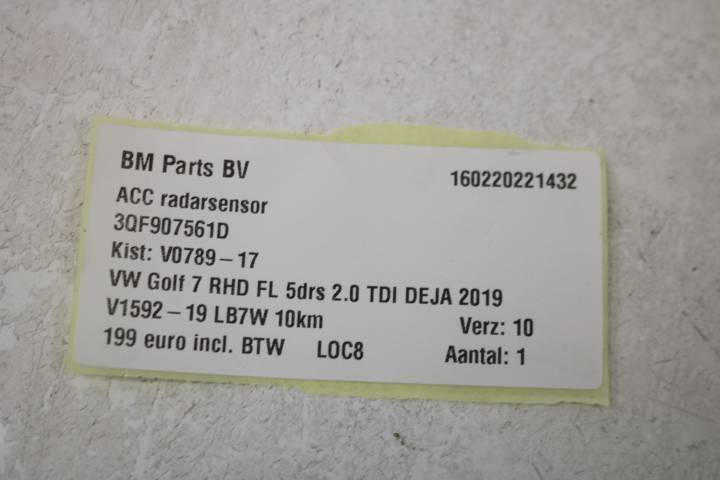 BM Parts BV 160220221432
ACC radarsensor
3QF907561D
Kist: V0789-17
VW Golf 7 RHD FL 5drs 2.0 TDI DEJA 2019
V1592-19 LB7W 10km Verz: 10
199 euro incl. BTW LOC8 Aantal: 1